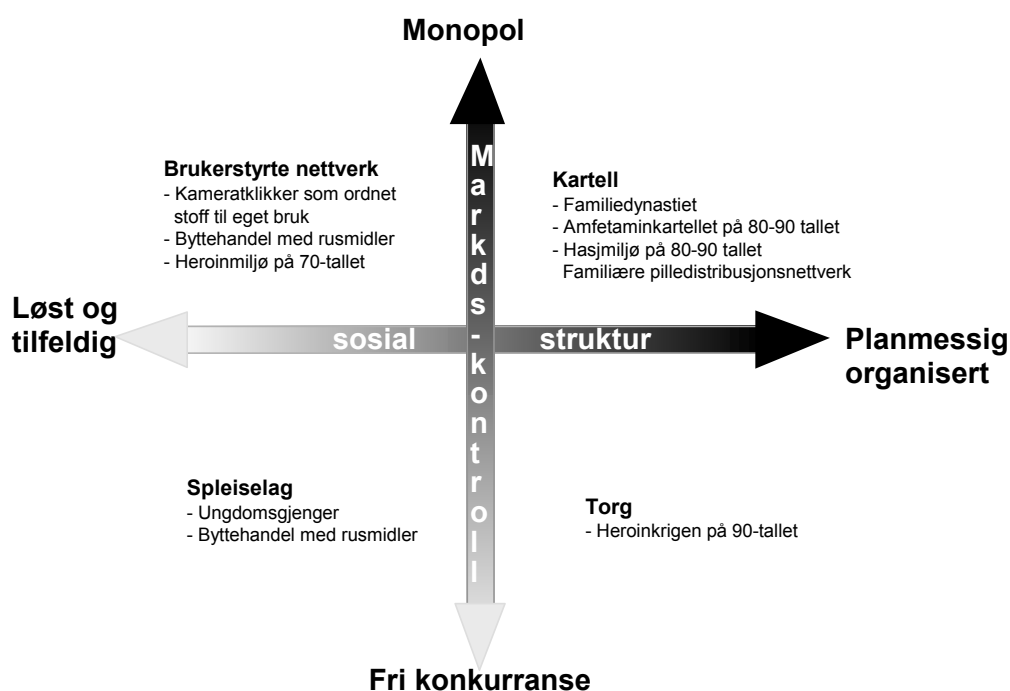 Monopol
Brukerstyrte nettverk
- Kameratklikker som ordnet
stoff til eget bruk
- Byttehandel med rusmidler
- Heroinmiljø på 70-tallet
Kartell
- Familiedynastiet
- Amfetaminkartellet på 80-90 tallet
- Hasjmiljø på 80-90 tallet
Familiære pilledistribusjonsnettverk
Markds-kontroll
Løst og
tilfeldig
sosial struktur
Planmessig
organisert
Spleiselag
- Ungdomsgjenger
- Byttehandel med rusmidler
Torg
- Heroinkrigen på 90-tallet
Fri konkurranse